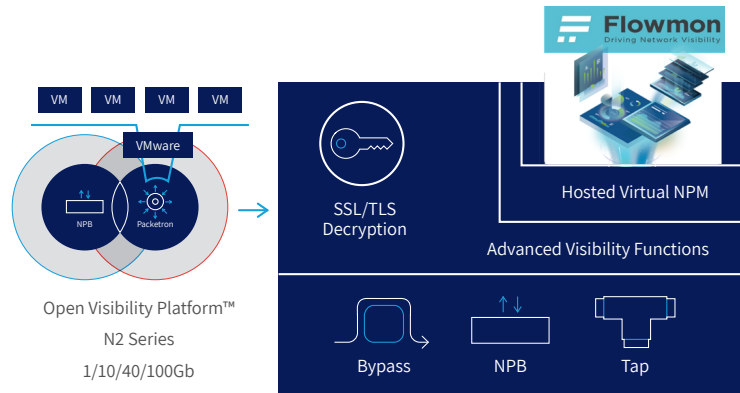 Flowmon
Driving Network Visibility
VM VM VM VM
VMware
NPB
Packetron
Open Visibility Platform™
N2 Series
1/10/40/100Gb
SSL/TLS
Decryption
Hosted Virtual NPM
Advanced Visibility Functions
Bypass
NPB
Tap